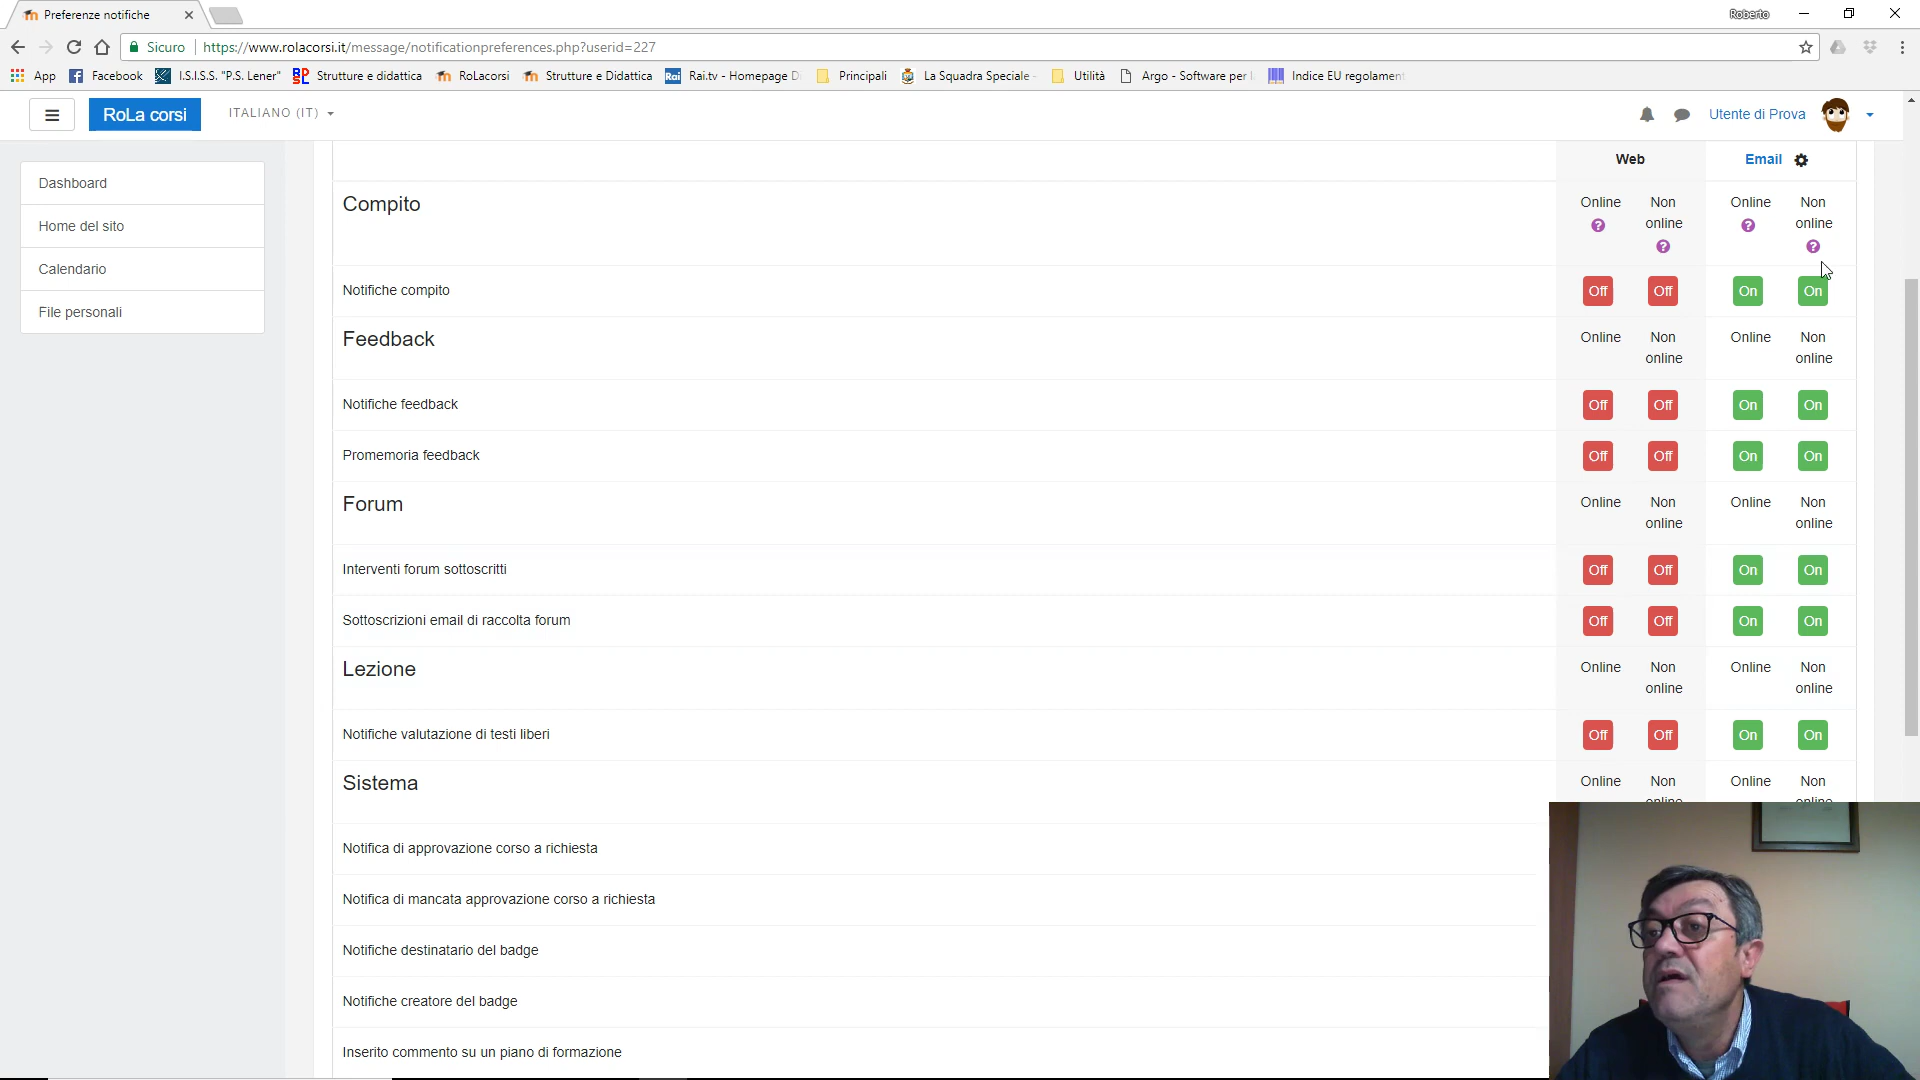 Preferenze notifiche
Roberto
Sicuro https://www.rolacorsi.it/message/notificationpreferences.php?userid=227
App Facebook I.S.I.S.S. "P.S. Lener" Strutture e didattica RoLacorsi Strutture e Didattica Rai Rai.tv - Homepage Principali La Squadra Speciale Utilità Argo - Software per Indice EU regolament
RoLa corsi ITALIANO (IT) Utente di Prova
Web Email
Dashboard
Home del sito
Calendario
File personali
Compito Online Non online Online Non online
Notifiche compito Off Off On On
Feedback Online Non online Online Non online
Notifiche feedback Off Off On On
Promemoria feedback Off Off On On
Forum Online Non online Online Non online
Interventi forum sottoscritti Off Off On On
Sottoscrizioni email di raccolta forum Off Off On On
Lezione Online Non online Online Non online
Notifiche valutazione di testi liberi Off Off On On
Sistema Online Non online Online Non online
Notifica di approvazione corso a richiesta
Notifica di mancata approvazione corso a richiesta
Notifiche destinatario del badge
Notifiche creatore del badge
Inserito commento su un piano di formazione